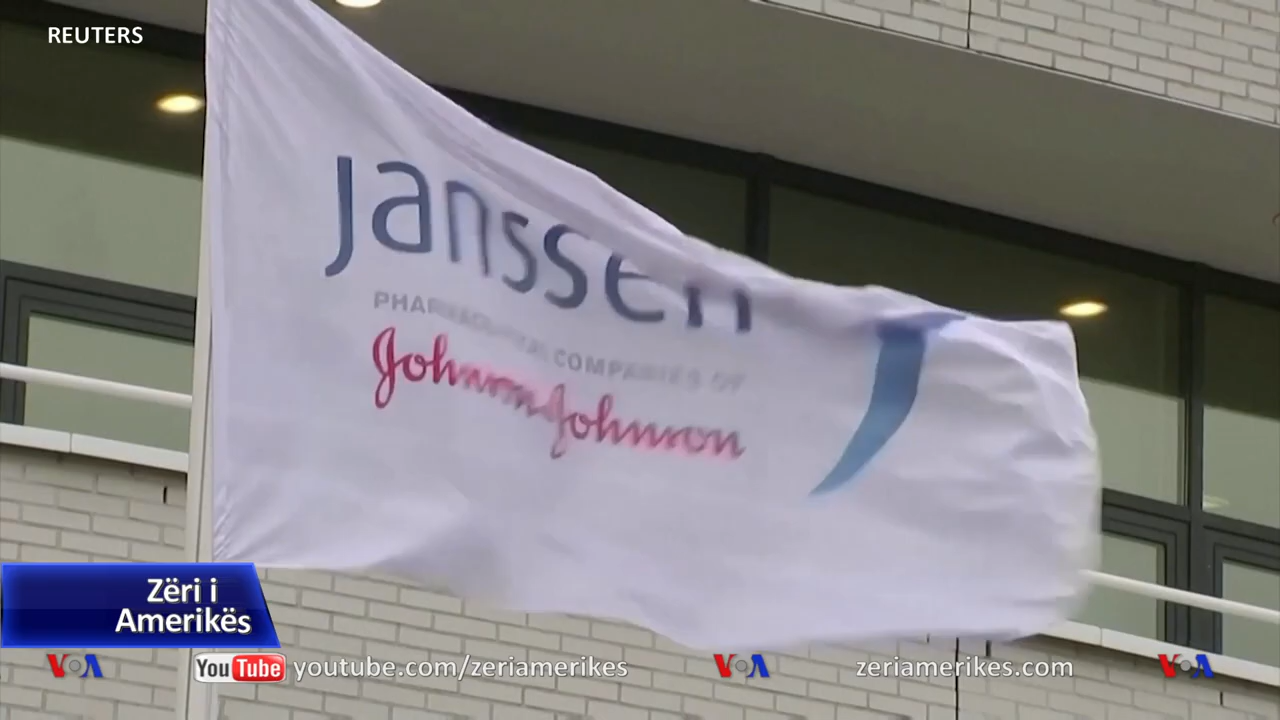 REUTERS
Janssen
PHARMACEUTICAL COMPANIES OF
Johnson Johnson
Zëri i
Amerikës
VOA
YouTube youtube.com/zeriamerikes
VOA
zeriamerikes.com
VOA